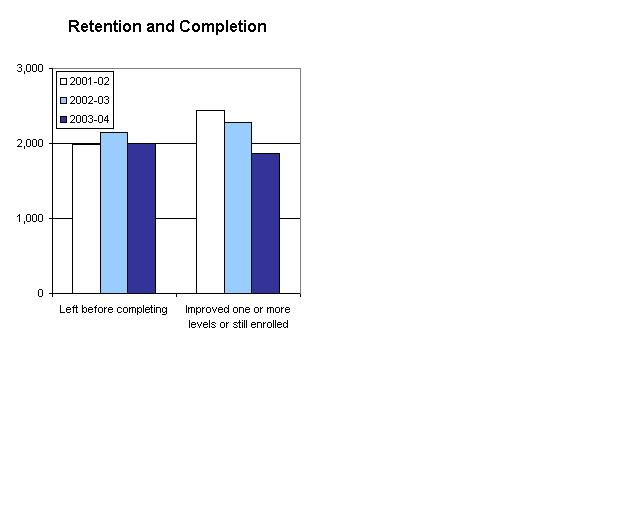 Retention and Completion
3,000
2001-02
2002-03
2003-04
2,000
1,000
0
Left before completing
Improved one or more
levels or still enrolled